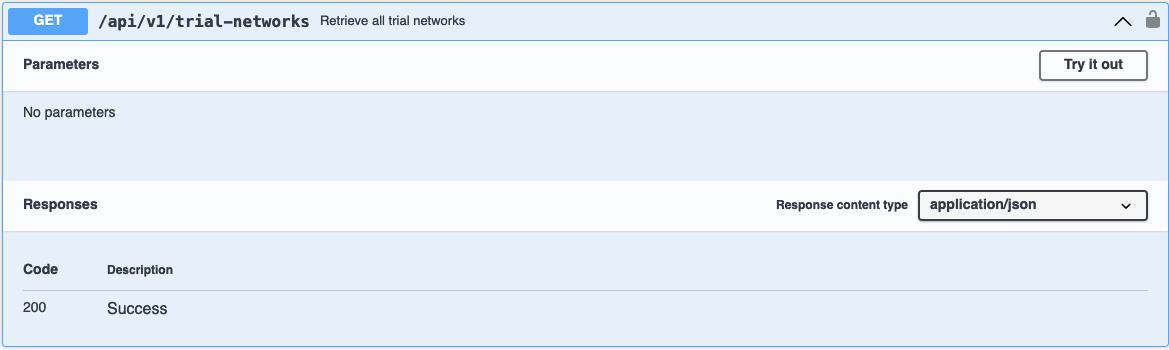 GET /api/v1/trial-networks Retrieve all trial networks
Parameters Try it out
No parameters
Responses Response content type application/json
Code Description
200 Success